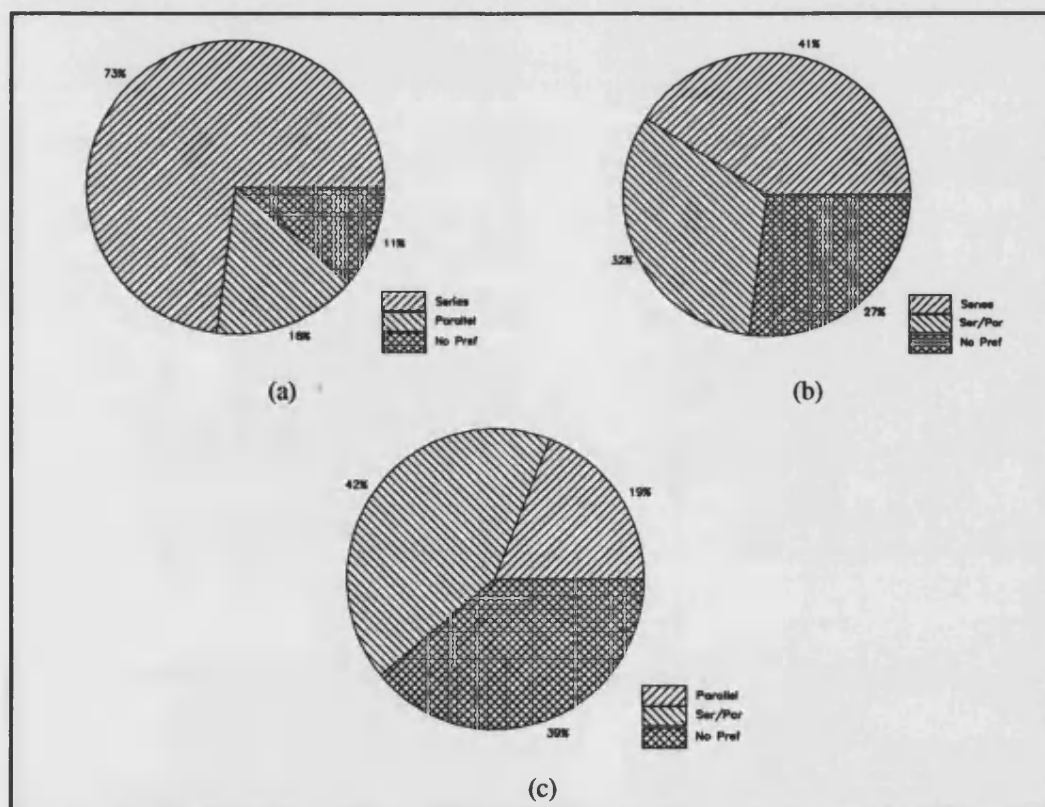 73%
11%
16%
Series
Parallel
No Pref
(a)
41%
32%
27%
Series
Ser/Par
No Pref
(b)
42%
19%
39%
Parallel
Ser/Par
No Pref
(c)